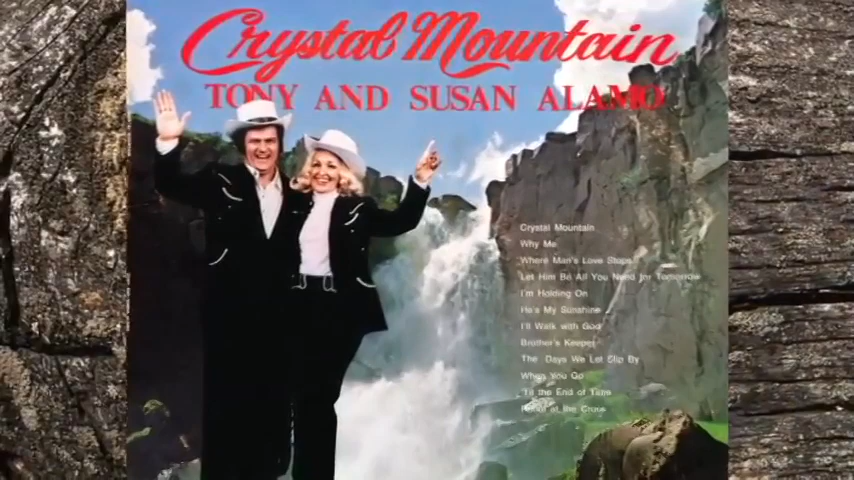 Crystal Mountain
TONY AND SUSAN ALAMO
Crystal Mountain
Why Me
Where Man's Love Stops
Let Him Be All You Need for Tomorrow
I'm Holding On
He's My Sunshine
I'll Walk with God
Brother's Keeper
The Days We Let Slip By
When You Go
'Til the End of Time
at the Cross